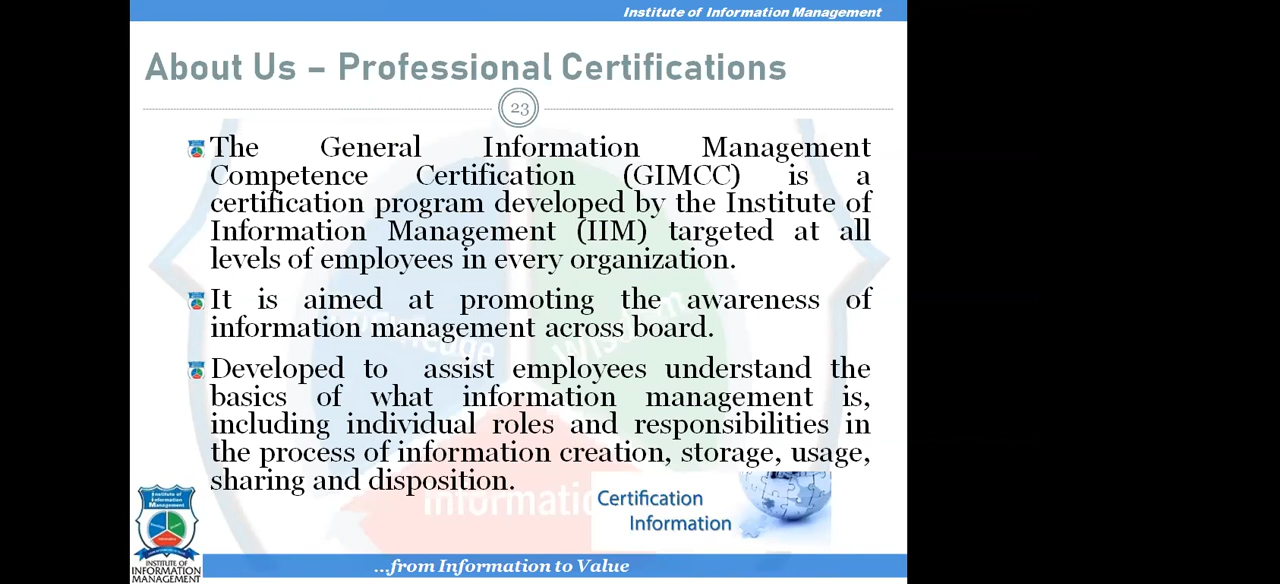 Institute of Information Management
About Us – Professional Certifications
23
The General Information Management
Competence Certification (GIMCC) is a
certification program developed by the Institute of
Information Management (IIM) targeted at all
levels of employees in every organization.
It is aimed at promoting the awareness of
information management across board.
Developed to assist employees understand the
basics of what information management is,
including individual roles and responsibilities in
the process of information creation, storage, usage,
sharing and disposition.
Certification
Information
Institute of
Information
Management
INSTITUTE OF
INFORMATION
MANAGEMENT
...from Information to Value